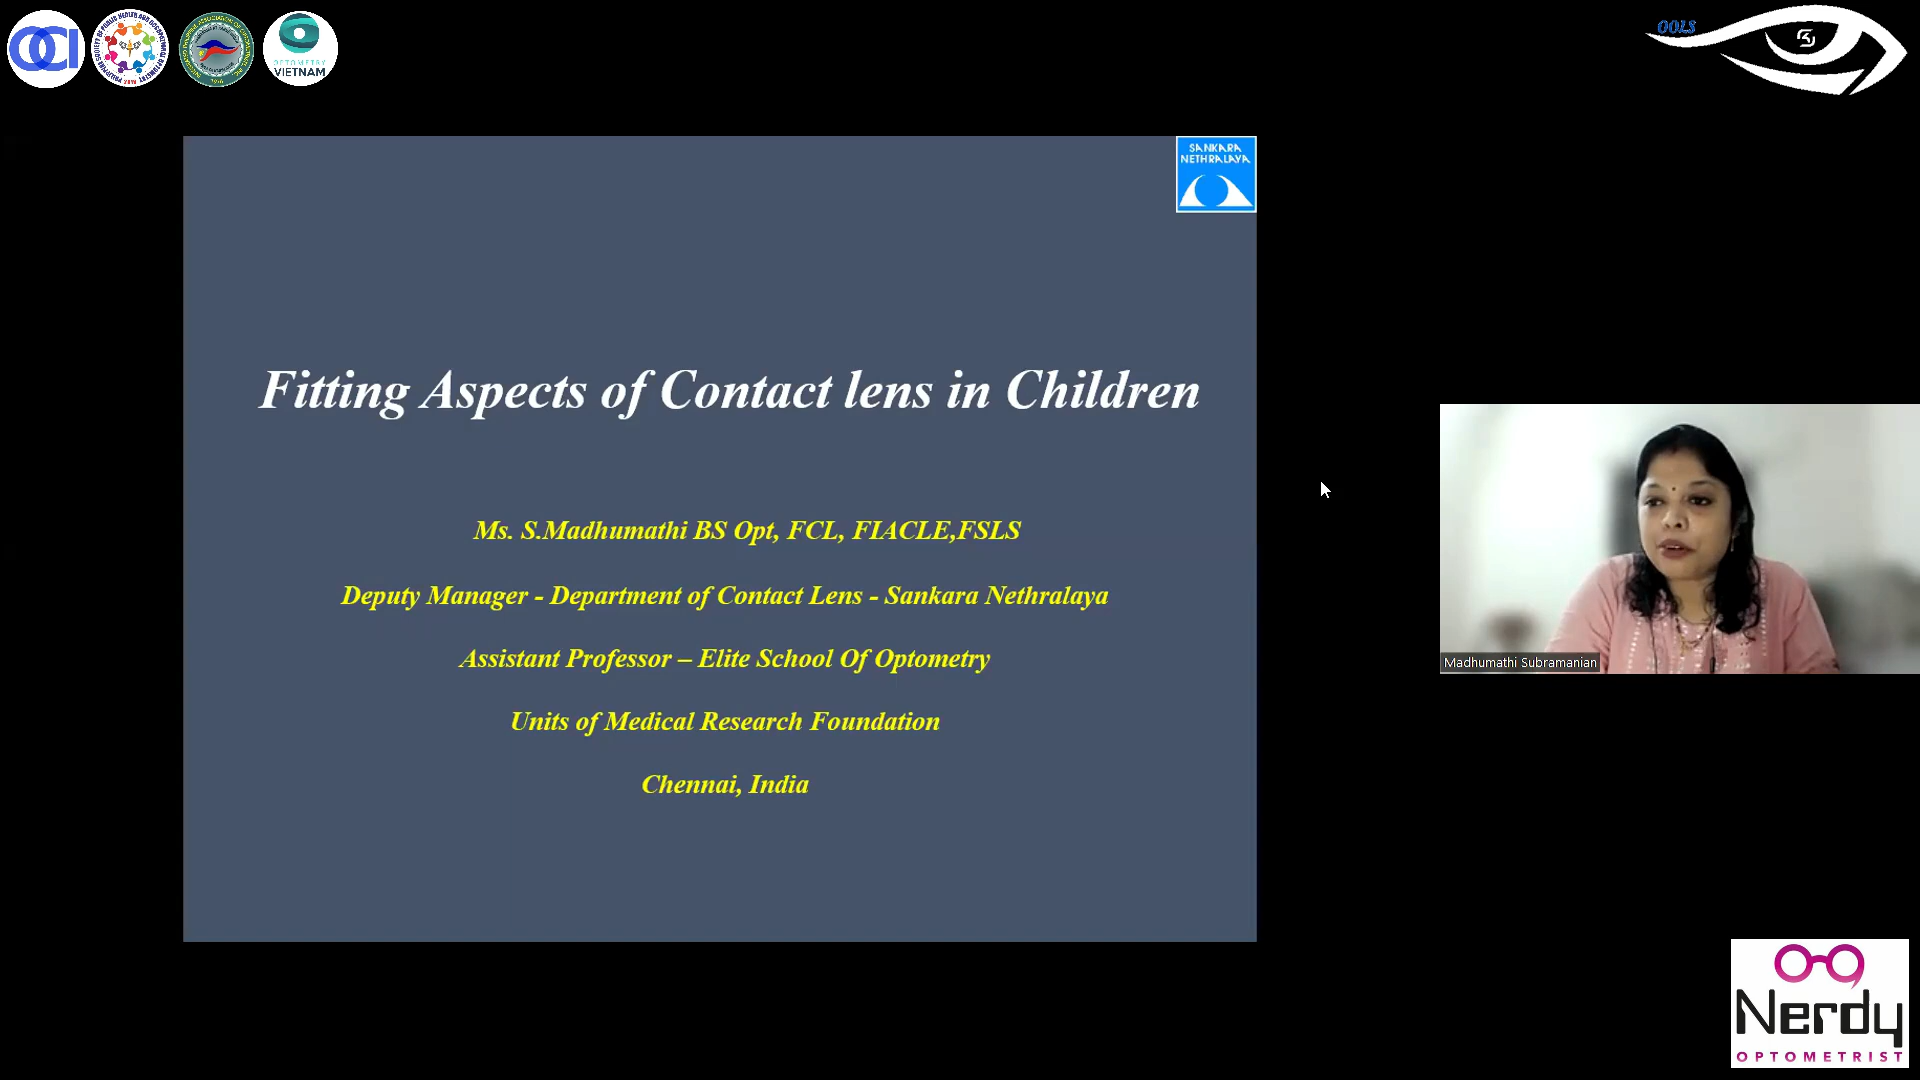 OCI
OPTOMETRY
VIETNAM
OOLS
SANKARA
NETHRALAYA
Fitting Aspects of Contact lens in Children
Ms. S.Madhumathi BS Opt, FCL, FIACLE,FSLS
Deputy Manager - Department of Contact Lens - Sankara Nethralaya
Assistant Professor – Elite School Of Optometry
Units of Medical Research Foundation
Chennai, India
Madhumathi Subramanian
Nerdy
OPTOMETRIST